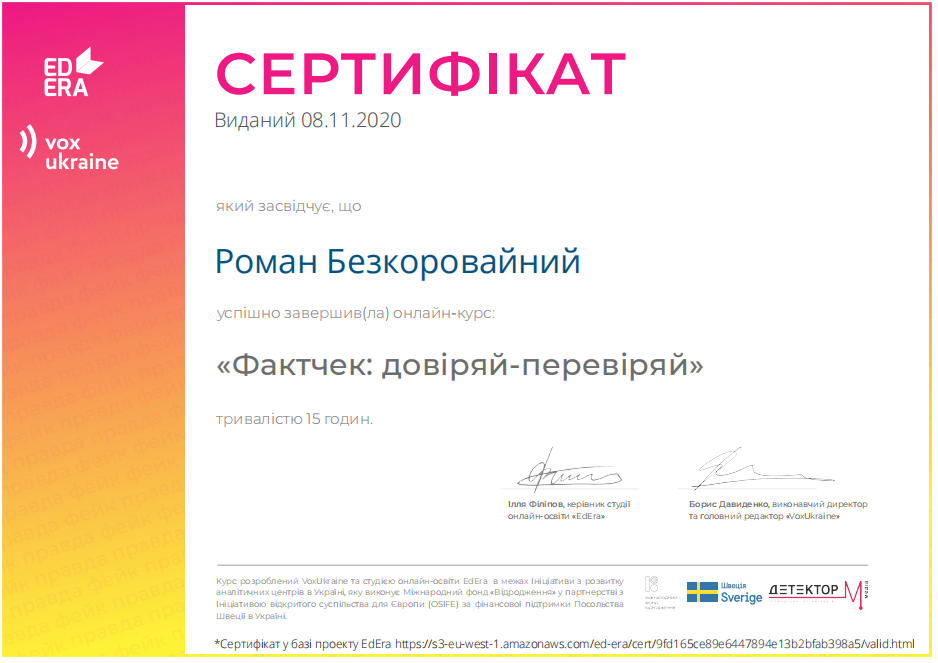 ED
ERA
vox
ukraine
СЕРТИФІКАТ
Виданий 08.11.2020
який засвідчує, що
Роман Безкоровайний
успішно завершив(ла) онлайн-курс:
«Фактчек: довіряй-перевіряй»
тривалістю 15 годин.
Ілля Філіпов, керівник студії
онлайн-освіти «EdEra»
Борис Давиденко, виконавчий директор
та головний редактор «VoxUkraine»
Курс розроблений VoxUkraine та студією онлайн-освіти EdEra в межах Ініціативи з розвитку
аналітичних центрів в Україні, яку виконує Міжнародний фонд «Відродження» у партнерстві з
Ініціативою відкритого суспільства для Європи (OSIFE) за фінансової підтримки Посольства
Швеції в Україні.
МІЖНАРОДНИЙ
ФОНД
ВІДРОДЖЕННЯ
Швеція
Sverige
ДЕТЕКТОР
МЕДІА
*Сертифікат у базі проекту EdEra https://s3-eu-west-1.amazonaws.com/ed-era/cert/9fd165ce89e6447894e13b2bfab398a5/valid.html